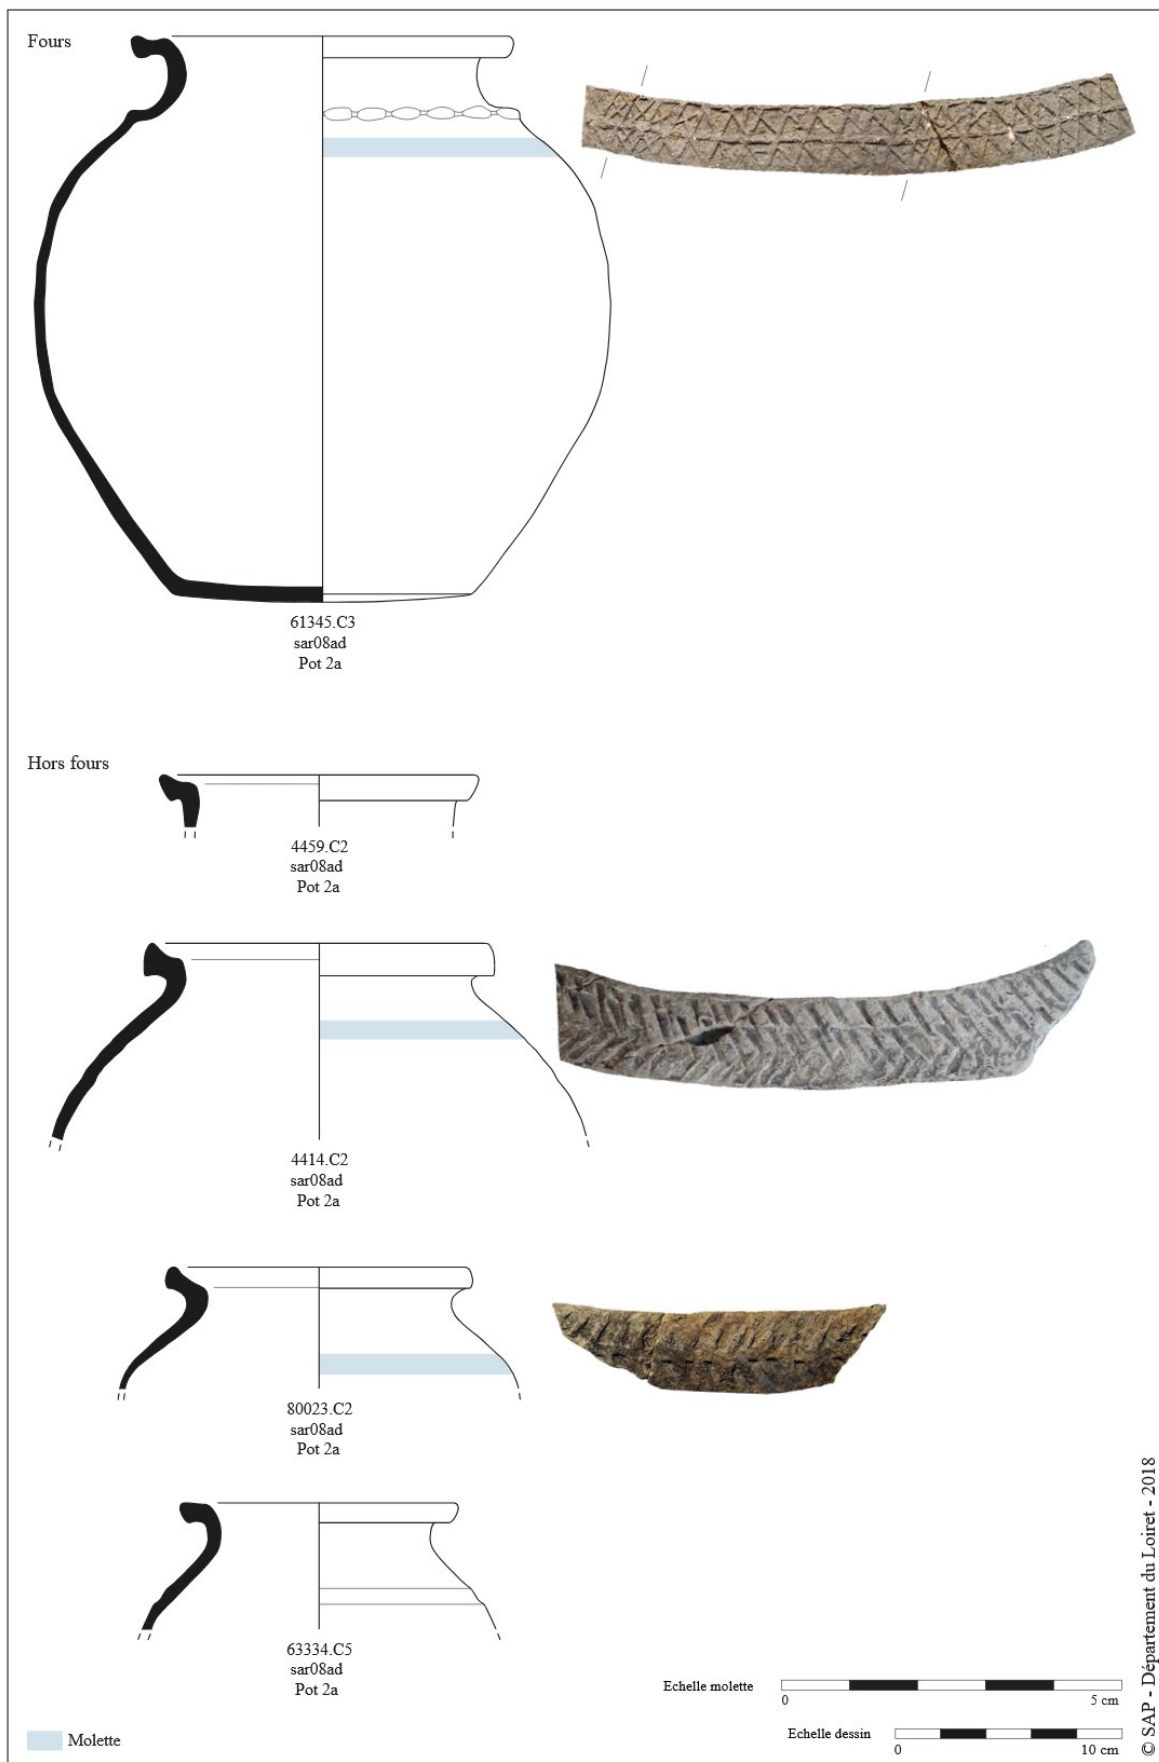 Fours
61345.C3
sar08ad
Pot 2a
Hors fours
4459.C2
sar08ad
Pot 2a
4414.C2
sar08ad
Pot 2a
80023.C2
sar08ad
Pot 2a
63334.C5
sar08ad
Pot 2a
Echelle molette
0 5 cm
Echelle dessin
0 10 cm
Molette
© SAP - Département du Loiret - 2018